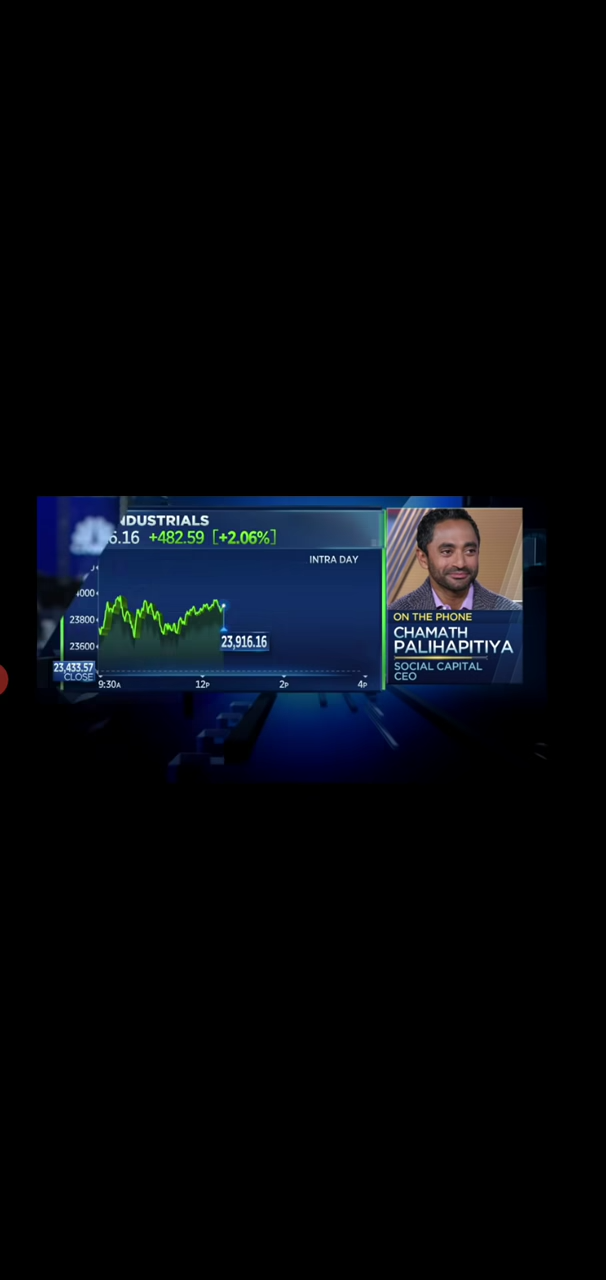 NDUSTRIALS
6.16 +482.59 [+2.06%]
INTRA DAY
4000
23800
23600
23,916.16
23,433.57
CLOSE
9:30A
12P
2P
4P
ON THE PHONE
CHAMATH
PALIHAPITIYA
SOCIAL CAPITAL
CEO